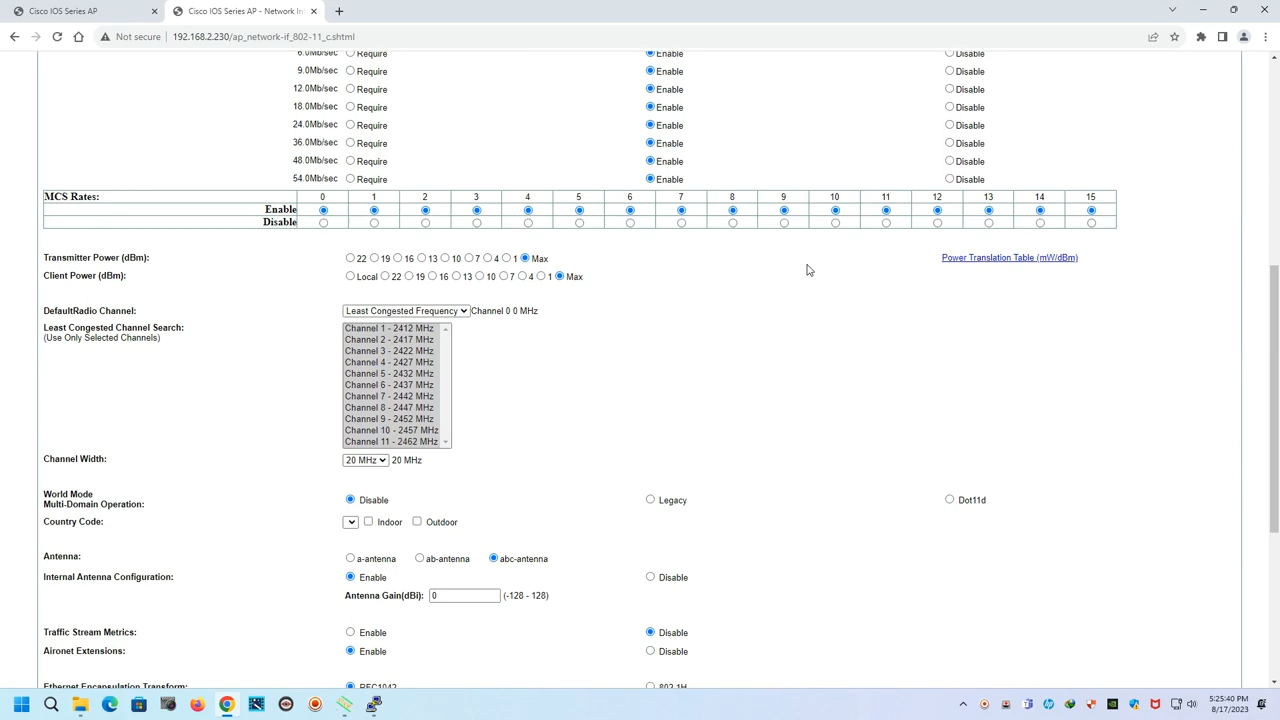 Cisco IOS Series AP
Cisco IOS Series AP - Network In
Not secure 192.168.2.230/ap_network-if_802-11_c.shtml
6.0Mb/sec Require Enable Disable
9.0Mb/sec Require Enable Disable
12.0Mb/sec Require Enable Disable
18.0Mb/sec Require Enable Disable
24.0Mb/sec Require Enable Disable
36.0Mb/sec Require Enable Disable
48.0Mb/sec Require Enable Disable
54.0Mb/sec Require Enable Disable
MCS Rates: 0 1 2 3 4 5 6 7 8 9 10 11 12 13 14 15
Enable
Disable
Transmitter Power (dBm): 22 19 16 13 10 7 4 1 Max Power Translation Table (mW/dBm)
Client Power (dBm): Local 22 19 16 13 10 7 4 1 Max
DefaultRadio Channel: Least Congested Frequency Channel 0 0 MHz
Least Congested Channel Search: Channel 1 - 2412 MHz
(Use Only Selected Channels) Channel 2 - 2417 MHz
Channel 3 - 2422 MHz
Channel 4 - 2427 MHz
Channel 5 - 2432 MHz
Channel 6 - 2437 MHz
Channel 7 - 2442 MHz
Channel 8 - 2447 MHz
Channel 9 - 2452 MHz
Channel 10 - 2457 MHz
Channel 11 - 2462 MHz
Channel Width: 20 MHz 20 MHz
World Mode
Multi-Domain Operation: Disable Legacy Dot11d
Country Code: Indoor Outdoor
Antenna: a-antenna ab-antenna abc-antenna
Internal Antenna Configuration: Enable Disable
Antenna Gain(dBi): 0 (-128 - 128)
Traffic Stream Metrics: Enable Disable
Aironet Extensions: Enable Disable
Ethernet Encapsulation Transform: RFC1042 802.1H
5:25:40 PM
8/17/2023